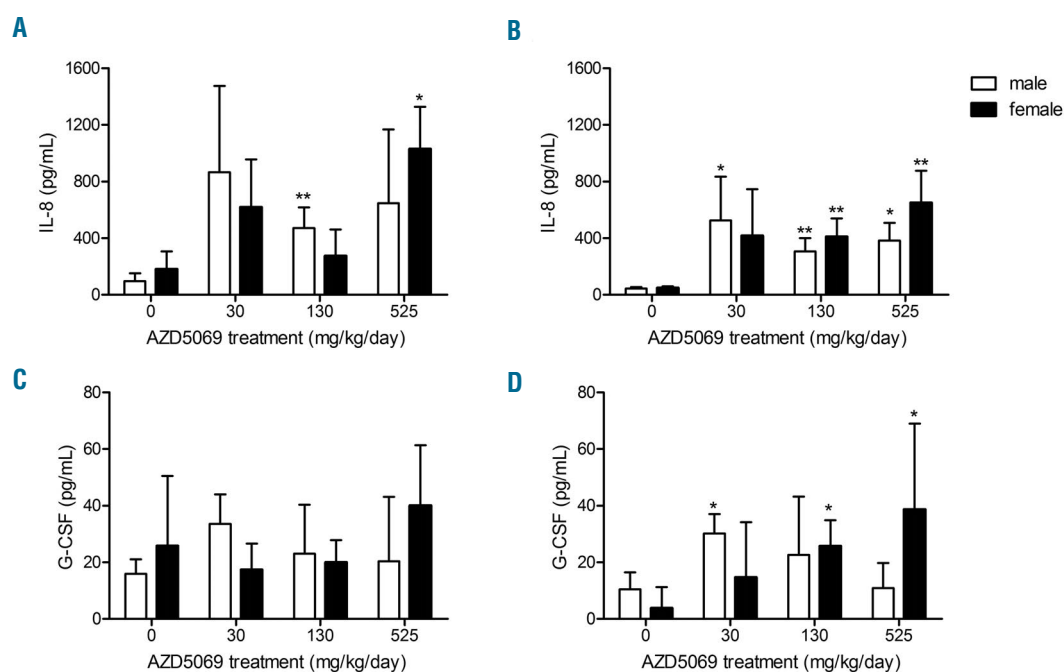 A
IL-8 (pg/mL)
1600
1200
800
400
0
*
**
0 30 130 525
AZD5069 treatment (mg/kg/day)
B
IL-8 (pg/mL)
1600
1200
800
400
0
*
**
**
*
**
0 30 130 525
AZD5069 treatment (mg/kg/day)
male
female
C
G-CSF (pg/mL)
80
60
40
20
0
0 30 130 525
AZD5069 treatment (mg/kg/day)
D
G-CSF (pg/mL)
80
60
40
20
0
*
*
*
0 30 130 525
AZD5069 treatment (mg/kg/day)